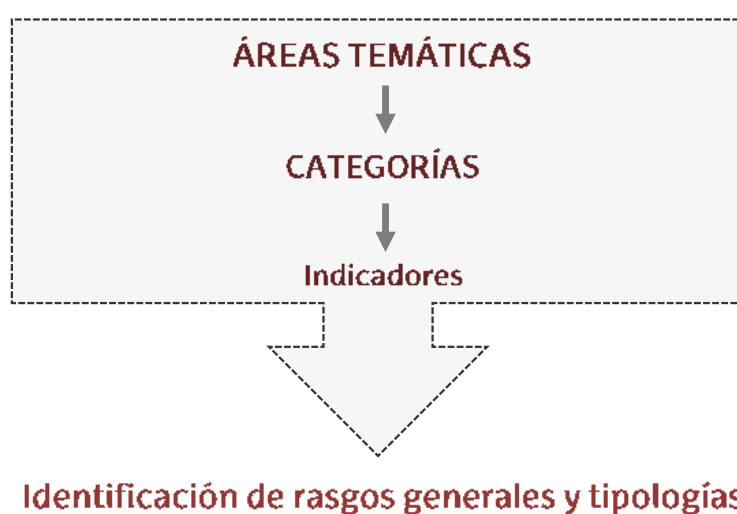 ÁREAS TEMÁTICAS
CATEGORÍAS
Indicadores
Identificación de rasgos generales y tipologías